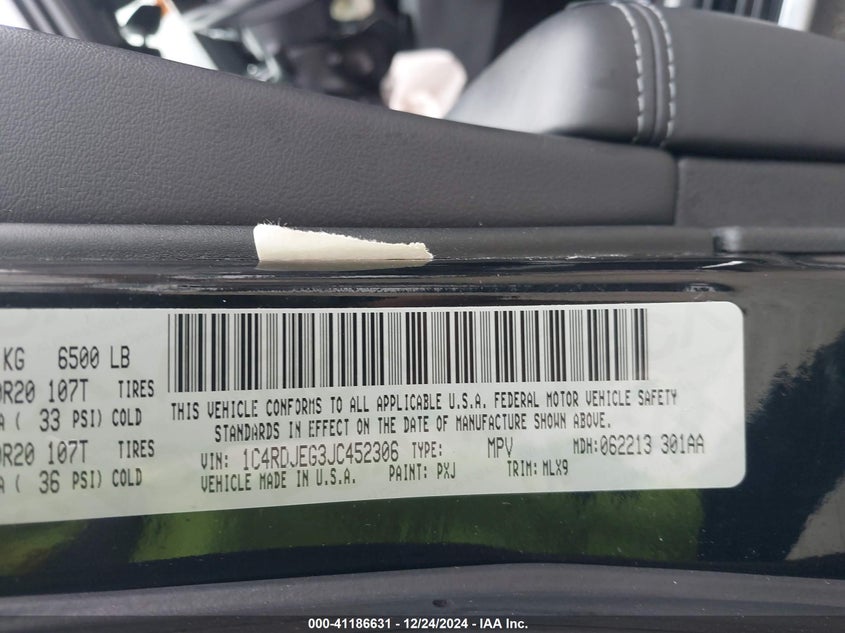 KG 6500 LB
0R20 107T TIRES
( 33 PSI) COLD
0R20 107T TIRES
( 36 PSI) COLD
THIS VEHICLE CONFORMS TO ALL APPLICABLE U.S.A. FEDERAL MOTOR VEHICLE SAFETY
STANDARDS IN EFFECT ON THE DATE OF MANUFACTURE SHOWN ABOVE.
VIN: 1C4RDJEG3JC452306 TYPE: MPV MDH:062213 301AA
VEHICLE MADE IN U.S.A. PAINT: PXJ TRIM: MLX9
000-41186631 - 12/24/2024 - IAA Inc.